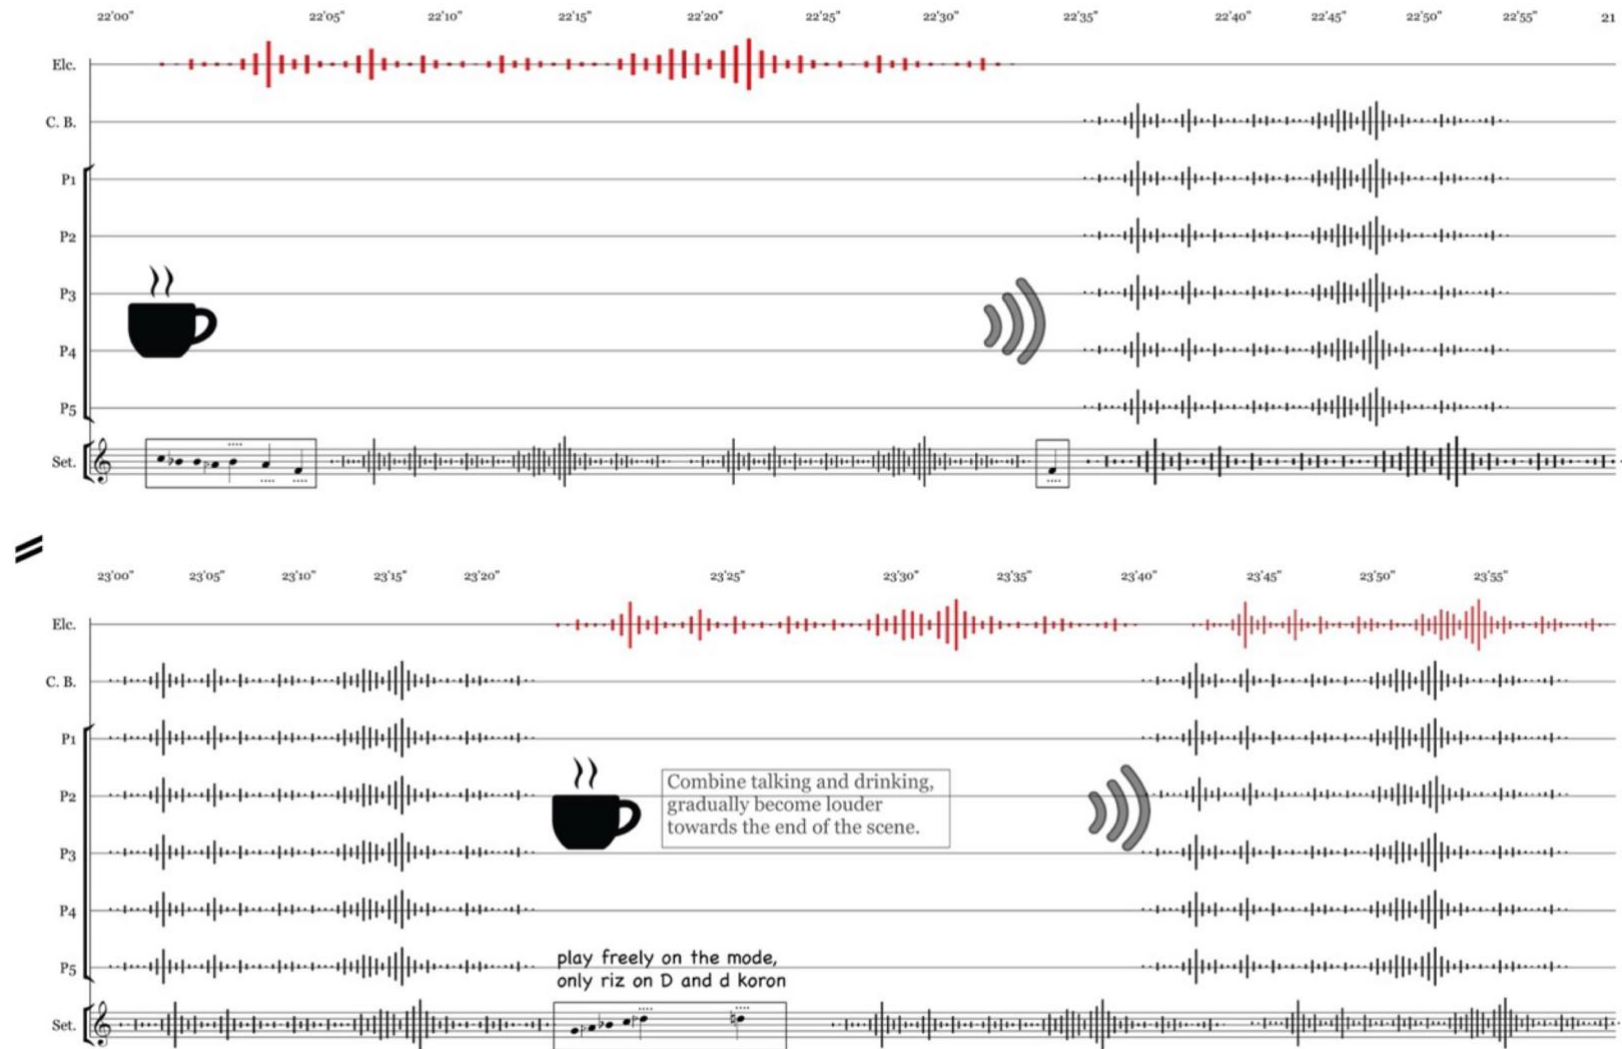 22'00" 22'05" 22'10" 22'15" 22'20" 22'25" 22'30" 22'35" 22'40" 22'45" 22'50" 22'55" 21
Elc.
C. B.
P1
P2
P3
P4
P5
Set.
23'00" 23'05" 23'10" 23'15" 23'20" 23'25" 23'30" 23'35" 23'40" 23'45" 23'50" 23'55"
Elc.
C. B.
P1
P2
Combine talking and drinking,
gradually become louder
towards the end of the scene.
P3
P4
P5
play freely on the mode,
only riz on D and d koron
Set.